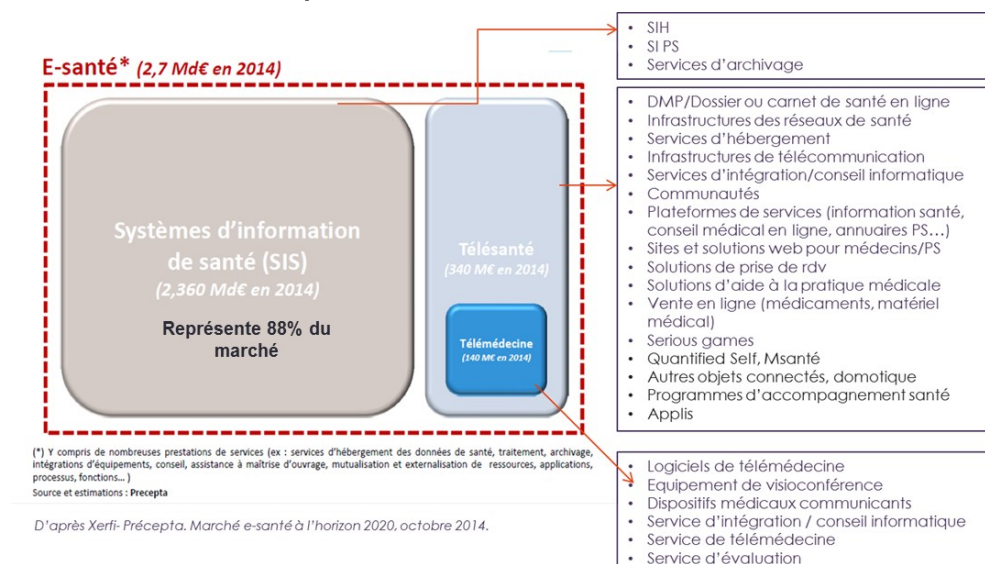 E-santé* (2,7 Md€ en 2014)
Systèmes d'information
de santé (SIS)
(2,360 Md€ en 2014)
Représente 88% du
marché
Télésanté
(340 M€ en 2014)
Télémédecine
(140 M€ en 2014)
• SIH
• SI PS
• Services d'archivage
• DMP/Dossier ou carnet de santé en ligne
• Infrastructures des réseaux de santé
• Services d'hébergement
• Infrastructures de télécommunication
• Services d'intégration/conseil informatique
• Communautés
• Plateformes de services (information santé,
conseil médical en ligne, annuaires PS…)
• Sites et solutions web pour médecins/PS
• Solutions de prise de rdv
• Solutions d'aide à la pratique médicale
• Vente en ligne (médicaments, matériel
médical)
• Serious games
• Quantified Self, Msanté
• Autres objets connectés, domotique
• Programmes d'accompagnement santé
• Applis
• Logiciels de télémédecine
• Equipement de visioconférence
• Dispositifs médicaux communicants
• Service d'intégration / conseil informatique
• Service de télémédecine
• Service d'évaluation
(*) Y compris de nombreuses prestations de services (ex : services d'hébergement des données de santé, traitement, archivage,
intégrations d'équipements, conseil, assistance à maîtrise d'ouvrage, mutualisation et externalisation de ressources, applications,
processus, fonctions... )
Source et estimations : Precepta
D'après Xerfi- Précepta. Marché e-santé à l'horizon 2020, octobre 2014.